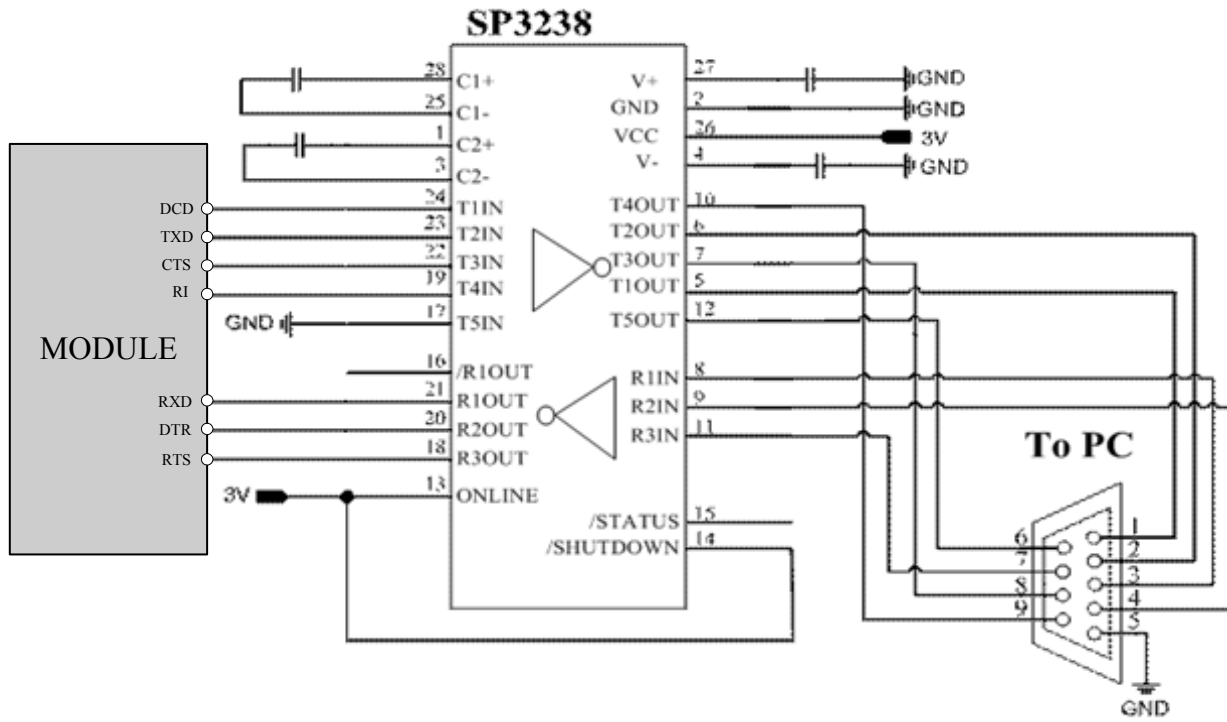 SP3238
28 C1+
25 C1-
1 C2+
3 C2-
24 T1IN
23 T2IN
22 T3IN
19 T4IN
GND 17 T5IN
16 /R1OUT
21 R1OUT
20 R2OUT
18 R3OUT
3V 13 ONLINE
DCD
TXD
CTS
RI
MODULE
RXD
DTR
RTS
V+ 27 GND
GND 2 GND
VCC 26 3V
V- 4 GND
T4OUT 10
T2OUT 6
T3OUT 7
T1OUT 5
T5OUT 12
R1IN 8
R2IN 9
R3IN 11
/STATUS 15
/SHUTDOWN 14
To PC
6
7
8
9
1
2
3
4
5
GND